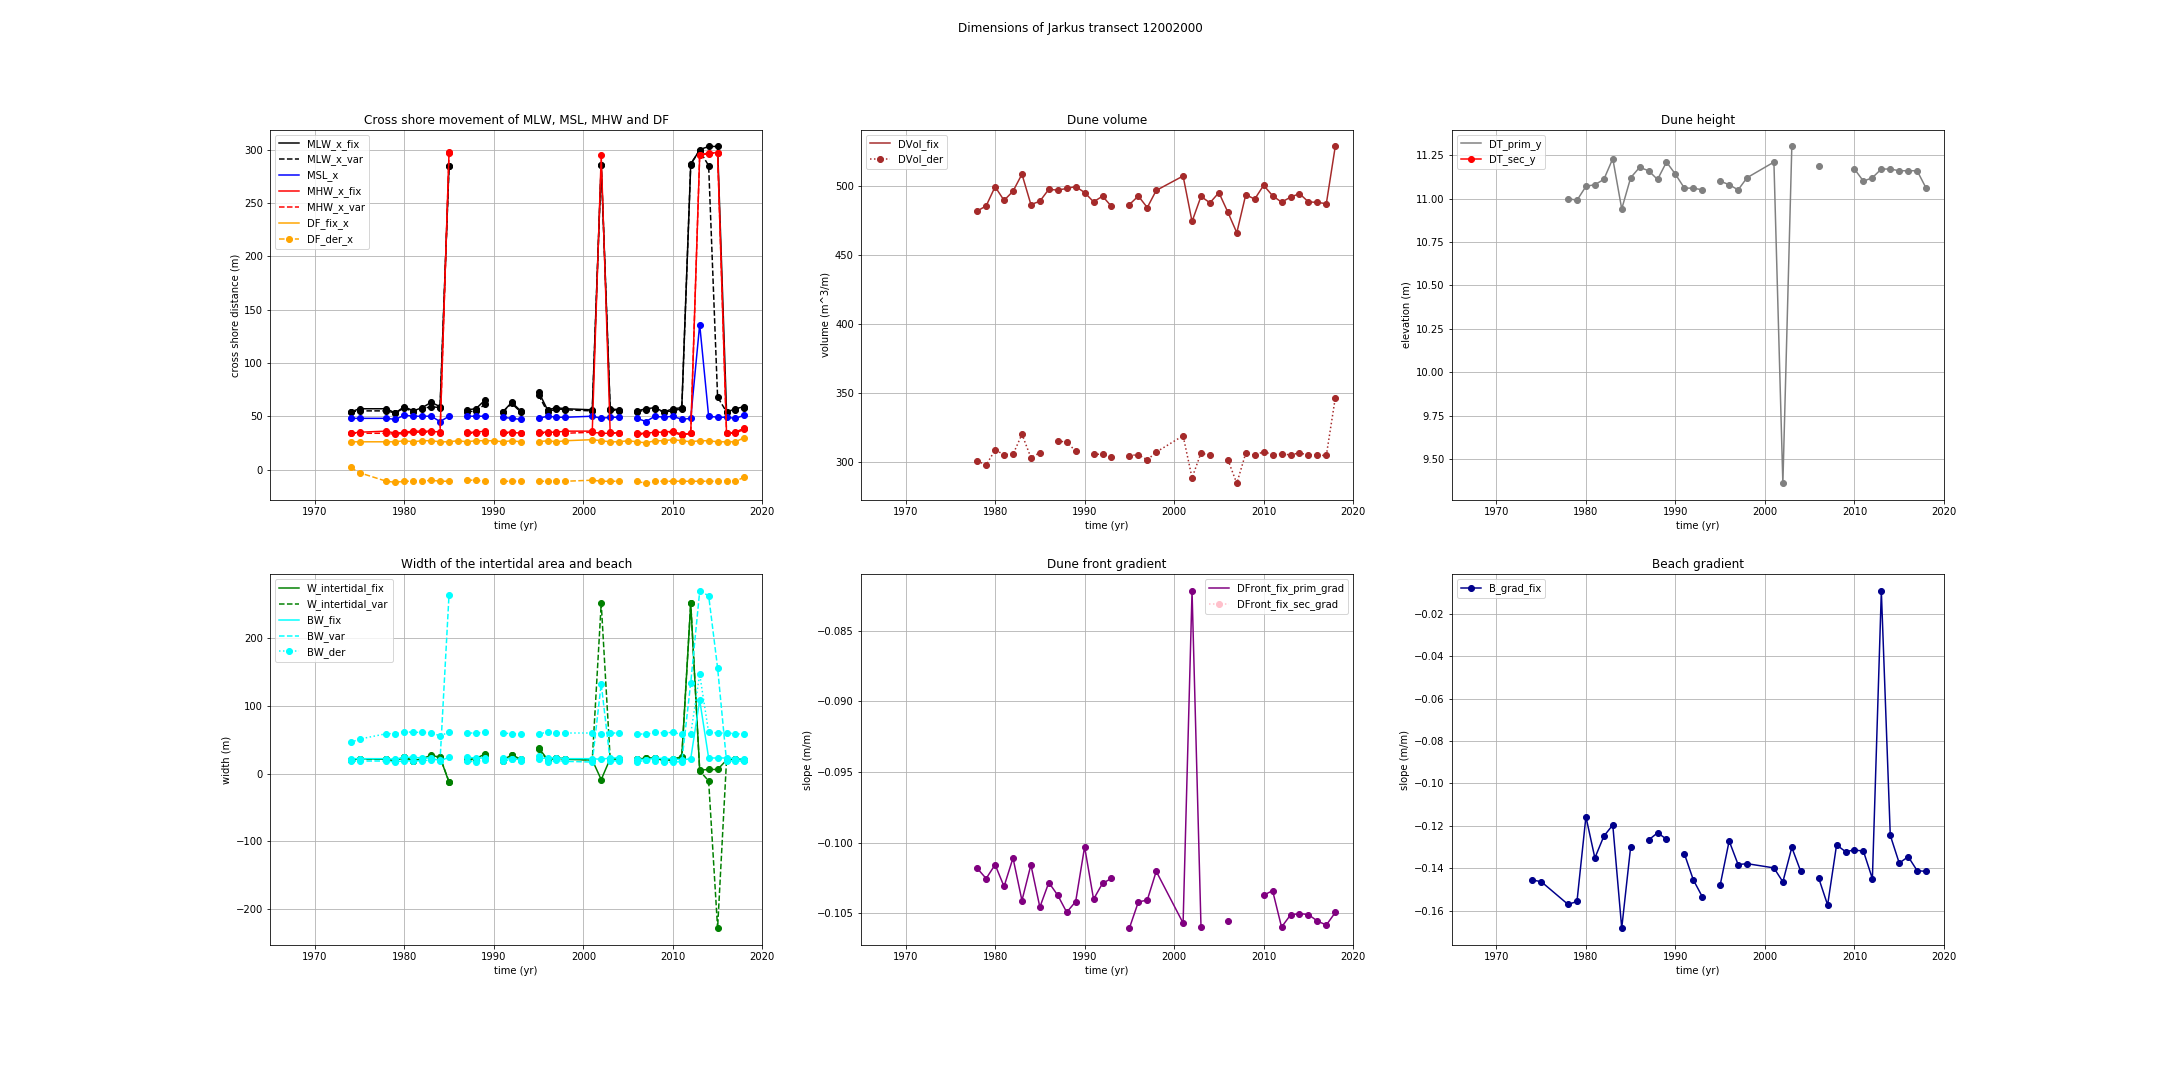 Dimensions of Jarkus transect 12002000
Cross shore movement of MLW, MSL, MHW and DF
MLW_x_fix
MLW_x_var
MSL_x
MHW_x_fix
MHW_x_var
DF_fix_x
DF_der_x
cross shore distance (m)
300
250
200
150
100
50
0
1970 1980 1990 2000 2010 2020
time (yr)
Dune volume
DVol_fix
DVol_der
volume (m^3/m)
500
450
400
350
300
1970 1980 1990 2000 2010 2020
time (yr)
Dune height
DT_prim_y
DT_sec_y
elevation (m)
11.25
11.00
10.75
10.50
10.25
10.00
9.75
9.50
1970 1980 1990 2000 2010 2020
time (yr)
Width of the intertidal area and beach
W_intertidal_fix
W_intertidal_var
BW_fix
BW_var
BW_der
width (m)
200
100
0
−100
−200
1970 1980 1990 2000 2010 2020
time (yr)
Dune front gradient
DFront_fix_prim_grad
DFront_fix_sec_grad
slope (m/m)
−0.085
−0.090
−0.095
−0.100
−0.105
1970 1980 1990 2000 2010 2020
time (yr)
Beach gradient
B_grad_fix
slope (m/m)
−0.02
−0.04
−0.06
−0.08
−0.10
−0.12
−0.14
−0.16
1970 1980 1990 2000 2010 2020
time (yr)